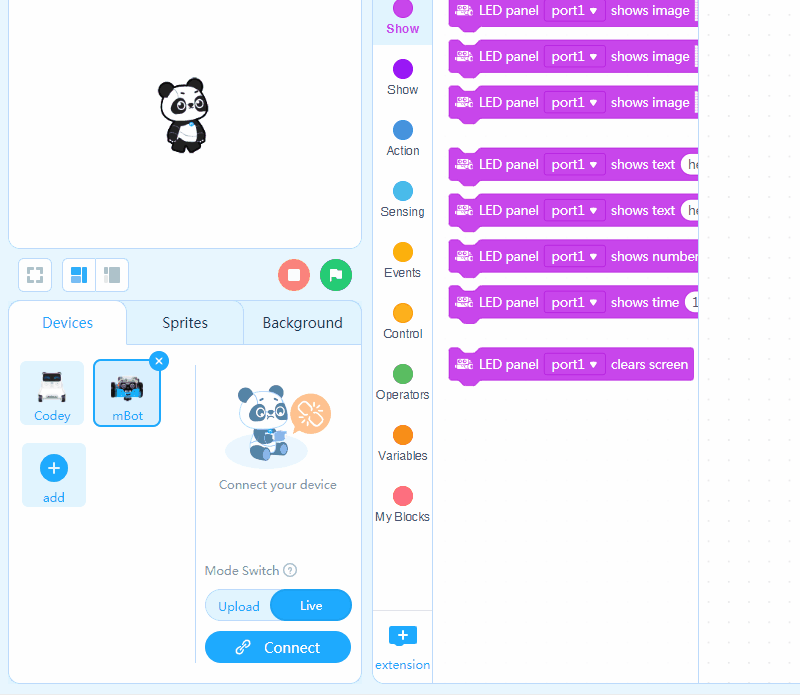 Devices
Sprites
Background
Codey
mBot
add
Connect your device
Mode Switch ?
Upload
Live
Connect
Show
Show
Action
Sensing
Events
Control
Operators
Variables
My Blocks
extension
LED panel port1 shows image
LED panel port1 shows image
LED panel port1 shows image
LED panel port1 shows text he
LED panel port1 shows text he
LED panel port1 shows number
LED panel port1 shows time 1
LED panel port1 clears screen